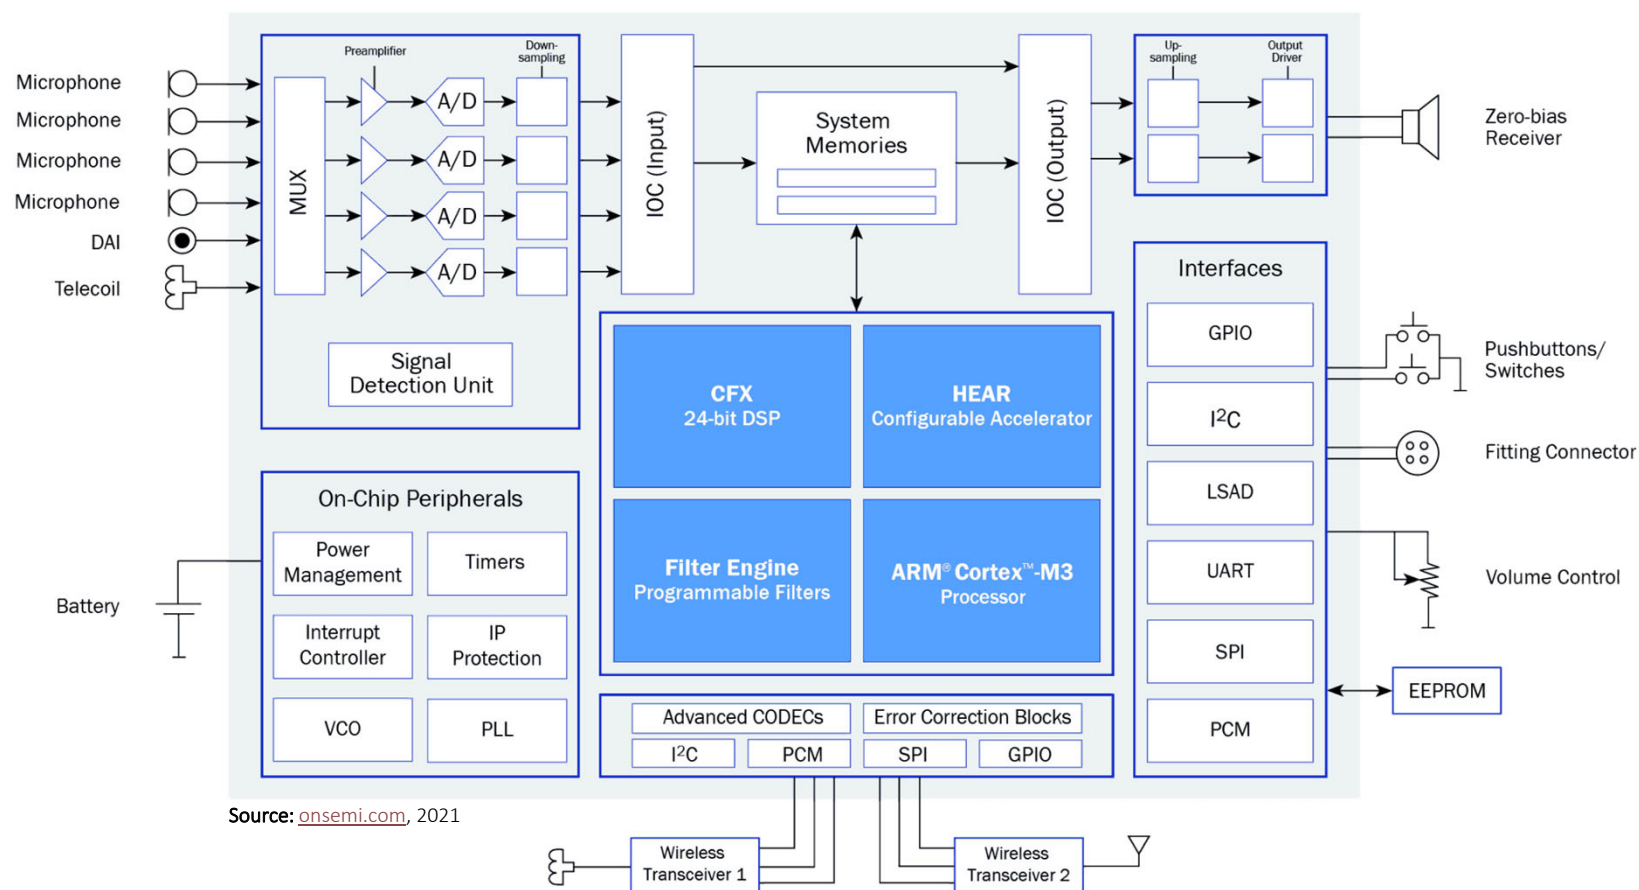 Microphone
Microphone
Microphone
Microphone
DAI
Telecoil
Preamplifier
Down-
sampling
MUX
A/D
A/D
A/D
A/D
Signal
Detection Unit
IOC (Input)
System
Memories
IOC (Output)
Up-
sampling
Output
Driver
Zero-bias
Receiver
CFX
24-bit DSP
HEAR
Configurable Accelerator
Filter Engine
Programmable Filters
ARM® Cortex™-M3
Processor
Interfaces
GPIO
I²C
LSAD
UART
SPI
PCM
Pushbuttons/
Switches
Fitting Connector
Volume Control
EEPROM
Battery
On-Chip Peripherals
Power
Management
Timers
Interrupt
Controller
IP
Protection
VCO
PLL
Advanced CODECs
Error Correction Blocks
I²C
PCM
SPI
GPIO
Source: onsemi.com, 2021
Wireless
Transceiver 1
Wireless
Transceiver 2